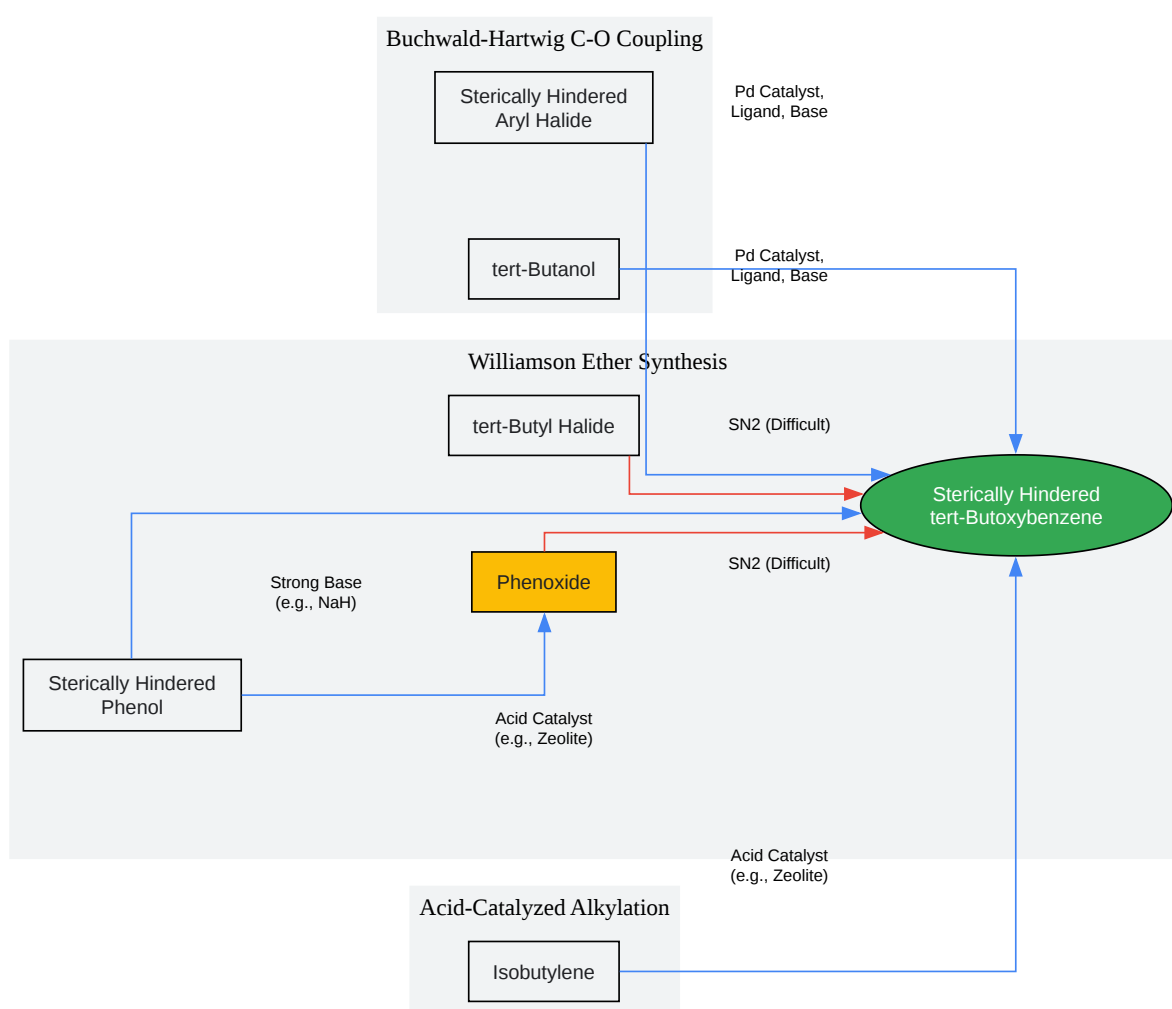 Buchwald-Hartwig C-O Coupling
Sterically Hindered
Aryl Halide
Pd Catalyst,
Ligand, Base
tert-Butanol
Pd Catalyst,
Ligand, Base
Williamson Ether Synthesis
tert-Butyl Halide
SN2 (Difficult)
Sterically Hindered
tert-Butoxybenzene
Strong Base
(e.g., NaH)
Phenoxide
SN2 (Difficult)
Sterically Hindered
Phenol
Acid Catalyst
(e.g., Zeolite)
Acid Catalyst
(e.g., Zeolite)
Acid-Catalyzed Alkylation
Isobutylene